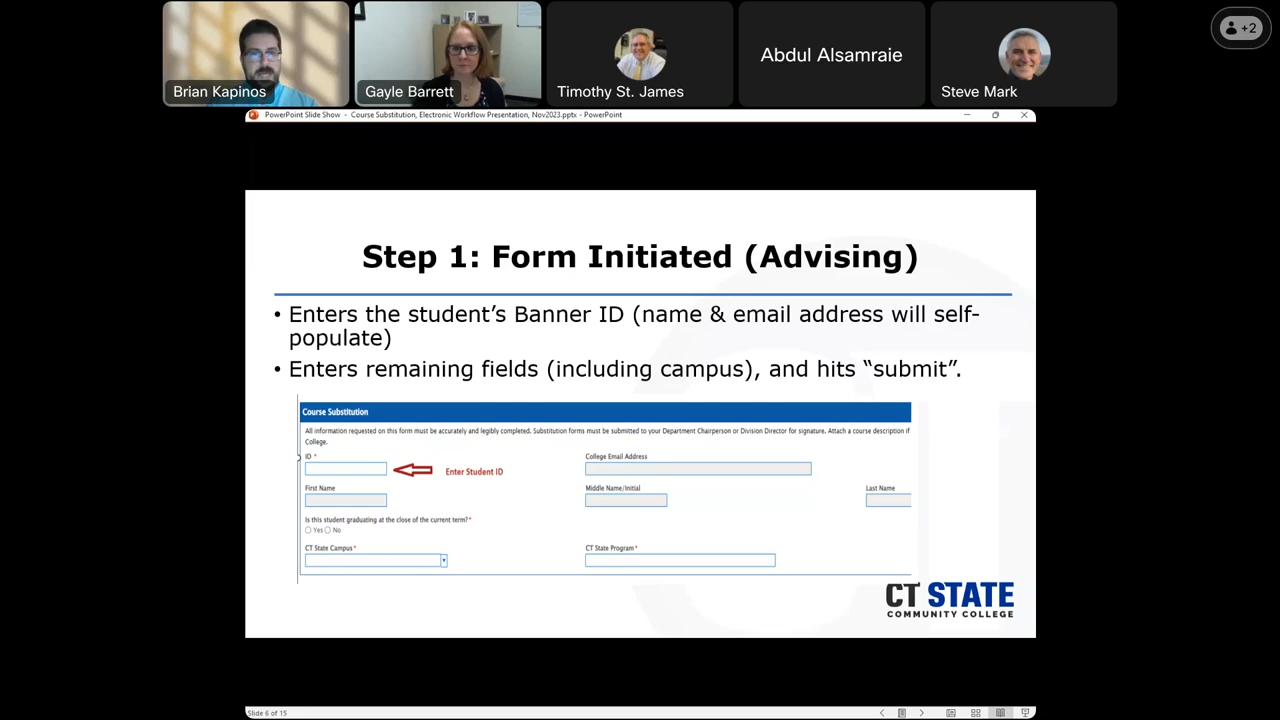 Brian Kapinos
Gayle Barrett
Timothy St. James
Abdul Alsamraie
Steve Mark
+2
PowerPoint Slide Show - Course Substitution, Electronic Workflow Presentation, Nov2023.pptx - PowerPoint
Step 1: Form Initiated (Advising)
• Enters the student’s Banner ID (name & email address will self-
populate)
• Enters remaining fields (including campus), and hits “submit”.
Course Substitution
All information requested on this form must be accurately and legibly completed. Substitution forms must be submitted to your Department Chairperson or Division Director for signature. Attach a course description if
College.
ID *
College Email Address
Enter Student ID
First Name
Middle Name/Initial
Last Name
Is this student graduating at the close of the current term? *
Yes No
CT State Campus *
CT State Program *
CT STATE
COMMUNITY COLLEGE
Slide 6 of 15